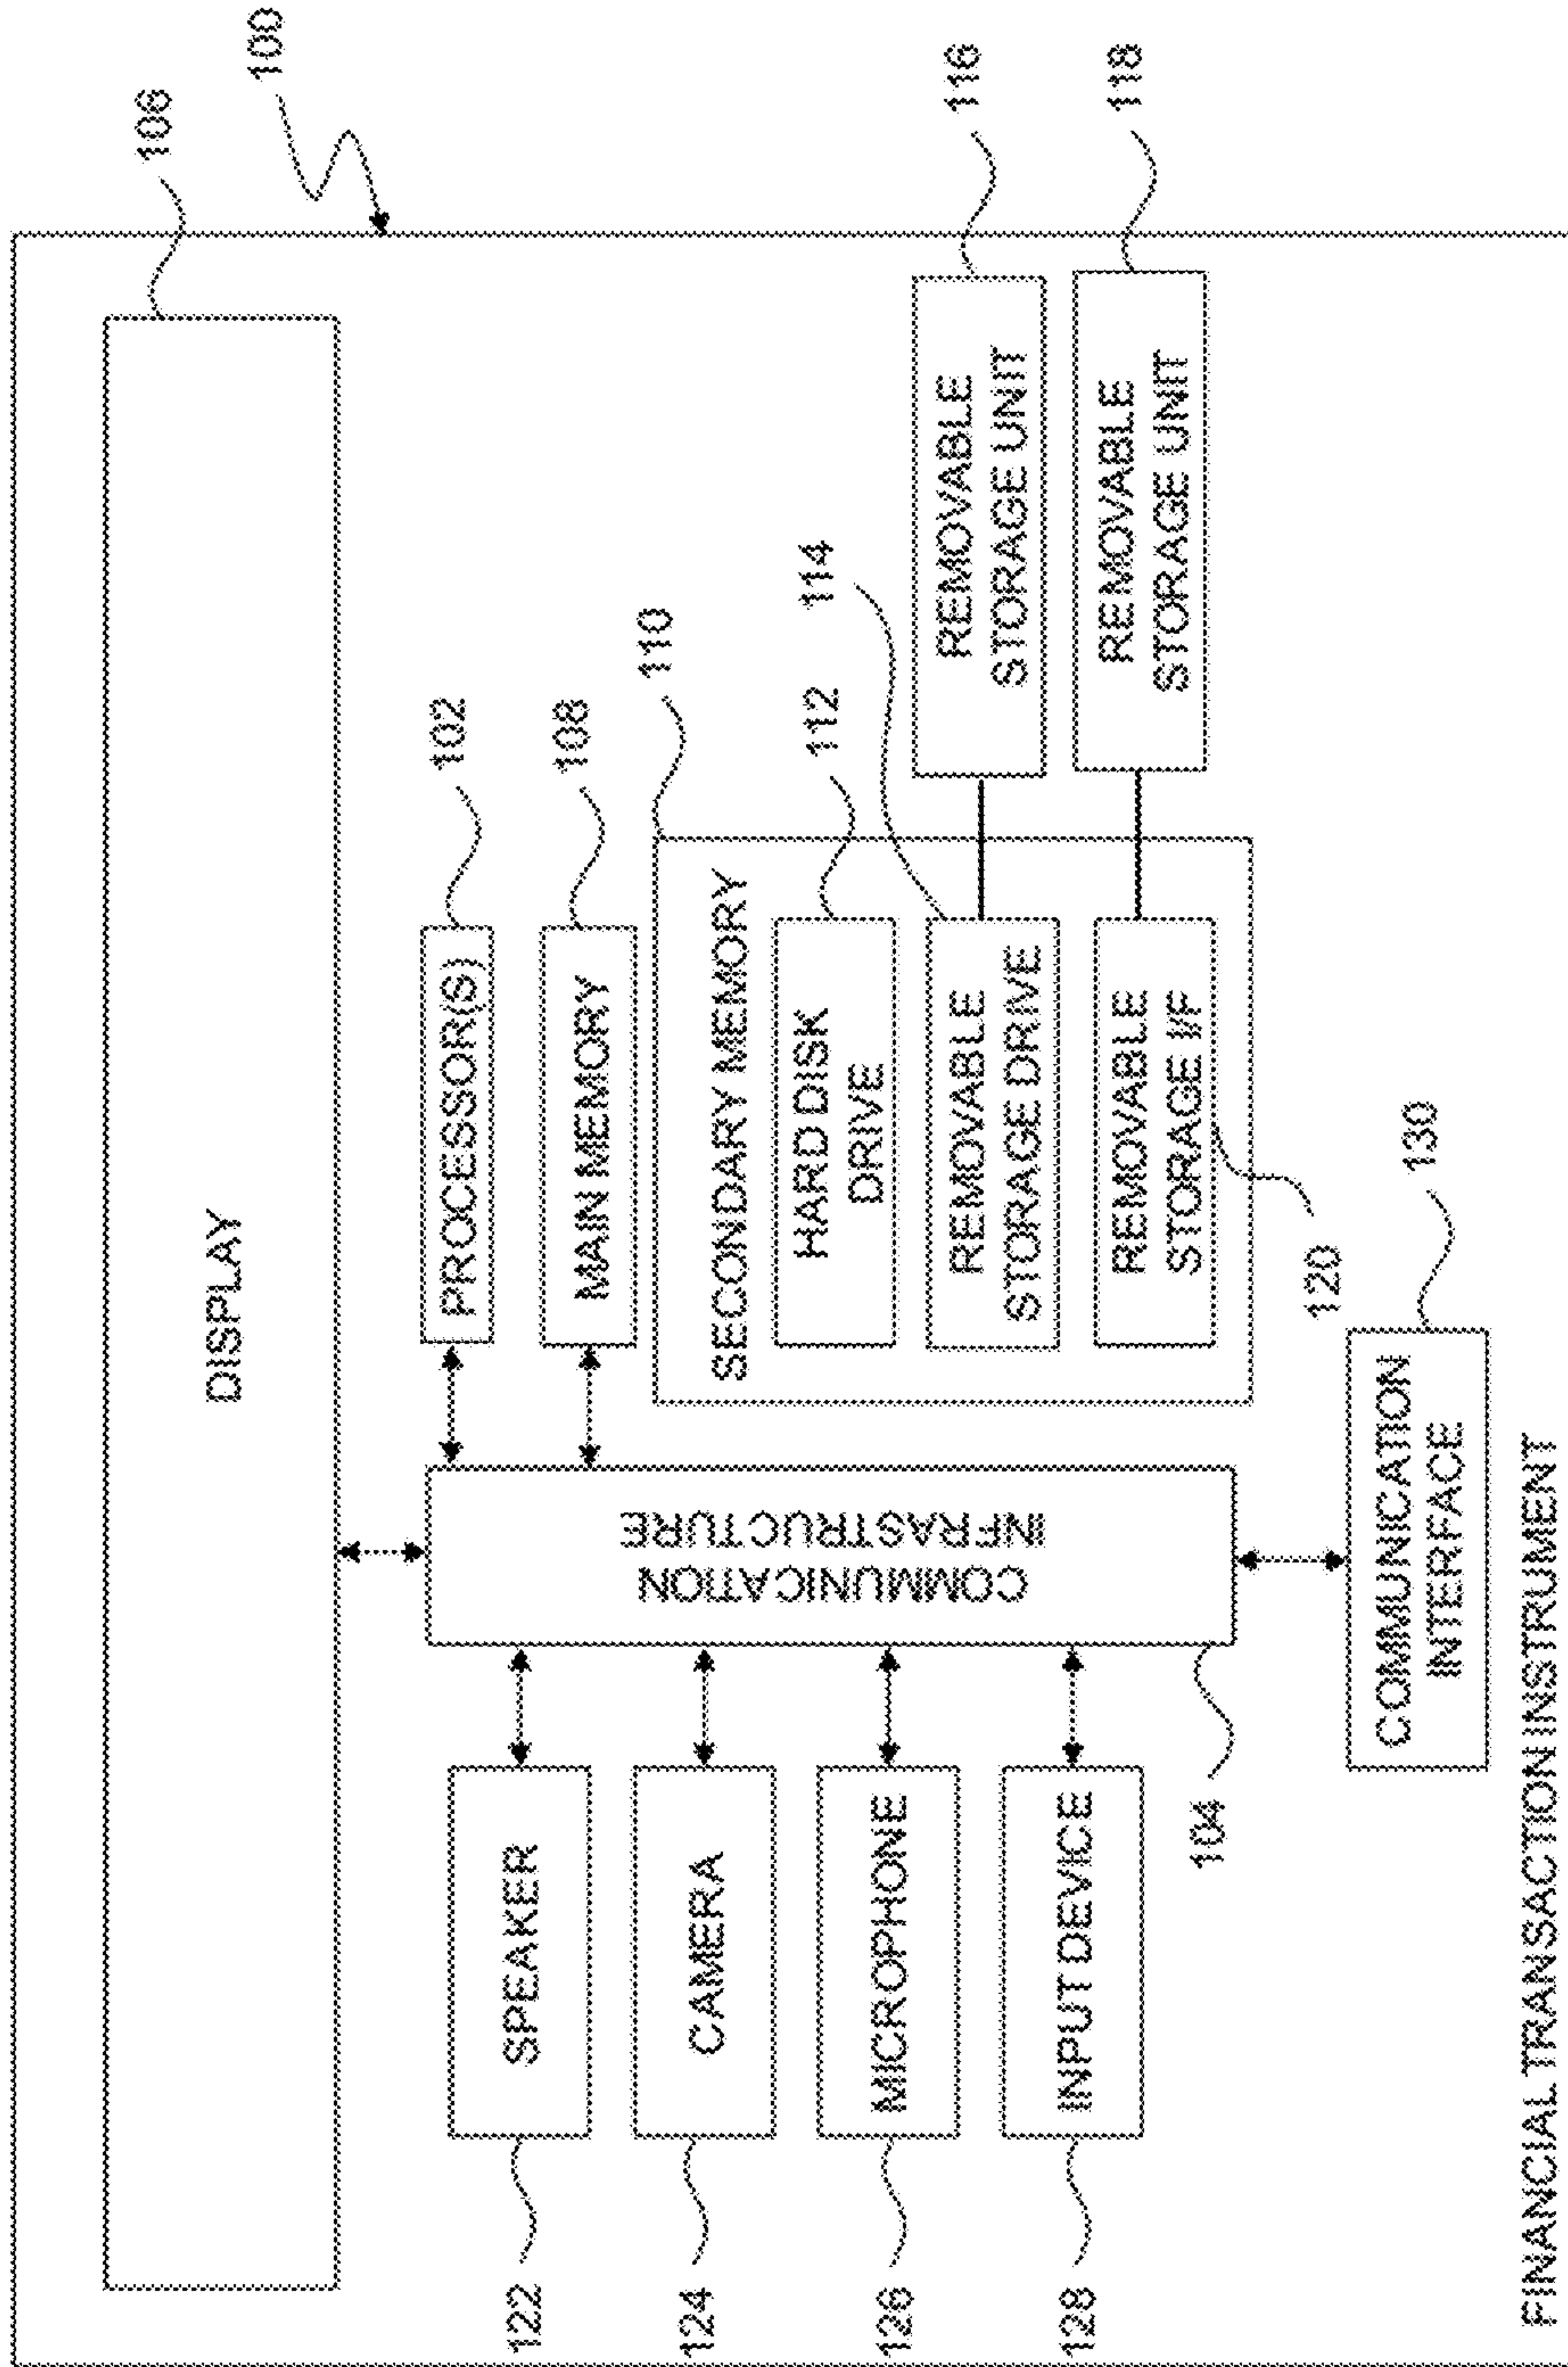 100
106
DISPLAY
PROCESSOR(S)
102
MAIN MEMORY
108
110
SECONDARY MEMORY
HARD DISK
DRIVE
112
114
REMOVABLE
STORAGE DRIVE
REMOVABLE
STORAGE UNIT
116
REMOVABLE
STORAGE I/F
120
REMOVABLE
STORAGE UNIT
118
COMMUNICATION
INFRASTRUCTURE
104
122
SPEAKER
124
CAMERA
126
MICROPHONE
128
INPUT DEVICE
COMMUNICATION
INTERFACE
130
FINANCIAL TRANSACTION INSTRUMENT